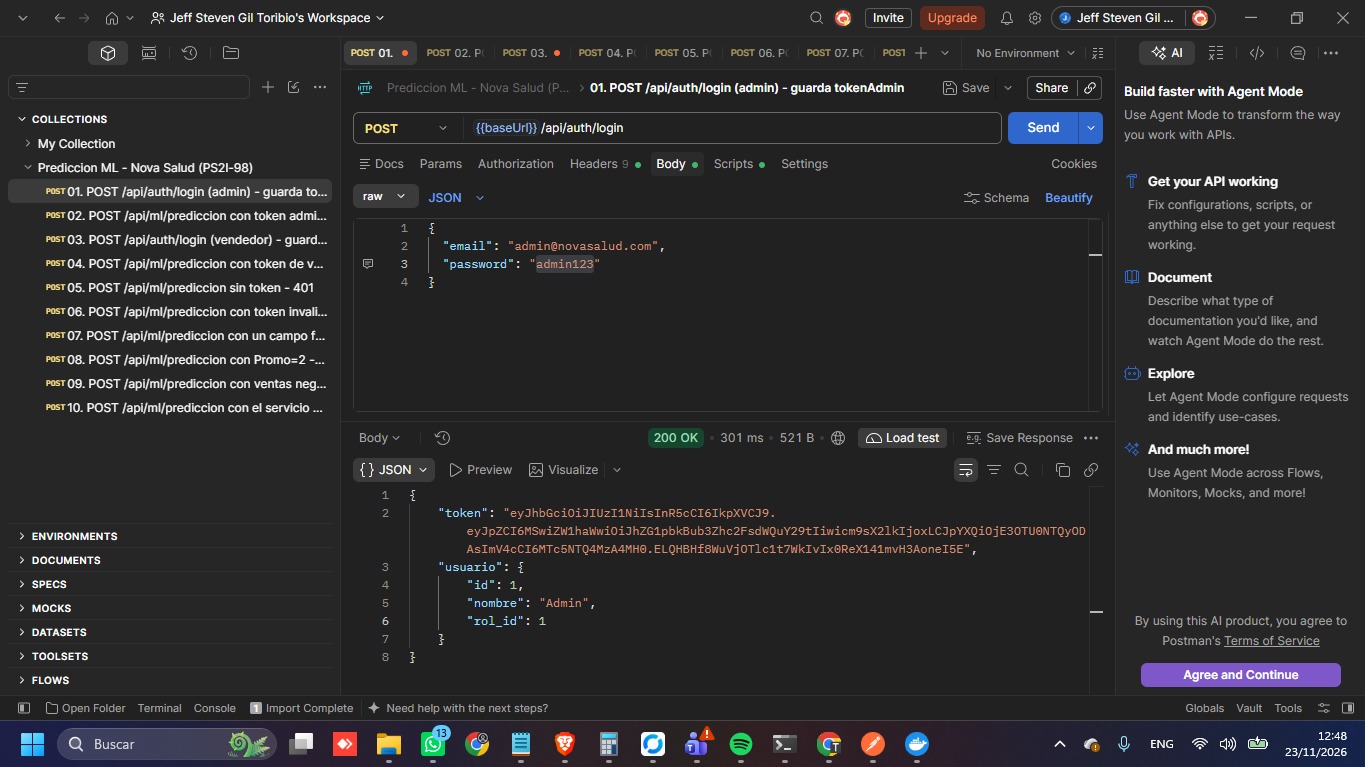 Jeff Steven Gil Toribio's Workspace
Invite
Upgrade
Jeff Steven Gil ...
POST 01.
POST 02. P
POST 03.
POST 04. P
POST 05. P
POST 06. P
POST 07. P
POST
No Environment
AI
Prediccion ML - Nova Salud (P... > 01. POST /api/auth/login (admin) - guarda tokenAdmin
Save
Share
COLLECTIONS
My Collection
Prediccion ML - Nova Salud (PS2I-98)
POST 01. POST /api/auth/login (admin) - guarda to...
POST 02. POST /api/ml/prediccion con token admi...
POST 03. POST /api/auth/login (vendedor) - guard...
POST 04. POST /api/ml/prediccion con token de v...
POST 05. POST /api/ml/prediccion sin token - 401
POST 06. POST /api/ml/prediccion con token invali...
POST 07. POST /api/ml/prediccion con un campo f...
POST 08. POST /api/ml/prediccion con Promo=2 -...
POST 09. POST /api/ml/prediccion con ventas neg...
POST 10. POST /api/ml/prediccion con el servicio ...
ENVIRONMENTS
DOCUMENTS
SPECS
MOCKS
DATASETS
TOOLSETS
FLOWS
POST
{{baseUrl}} /api/auth/login
Send
Docs
Params
Authorization
Headers 9
Body
Scripts
Settings
Cookies
raw
JSON
Schema
Beautify
1 {
2 "email": "admin@novasalud.com",
3 "password": "admin123"
4 }
Body
200 OK
301 ms
521 B
Load test
e.g. Save Response
{} JSON
Preview
Visualize
1 {
2 "token": "eyJhbGciOiJIUzI1NiIsInR5cCI6IkpXVCJ9.
3 "usuario": {
4 "id": 1,
5 "nombre": "Admin",
6 "rol_id": 1
7 }
8 }
Build faster with Agent Mode
Use Agent Mode to transform the way
you work with APIs.
Get your API working
Fix configurations, scripts, or
anything else to get your request
working.
Document
Describe what type of
documentation you'd like, and
watch Agent Mode do the rest.
Explore
Let Agent Mode configure requests
and identify use-cases.
And much more!
Use Agent Mode across Flows,
Monitors, Mocks, and more!
By using this AI product, you agree to
Postman's Terms of Service
Agree and Continue
Open Folder
Terminal
Console
1 Import Complete
Need help with the next steps?
Globals
Vault
Tools
Buscar
13
ENG
12:48
23/11/2026